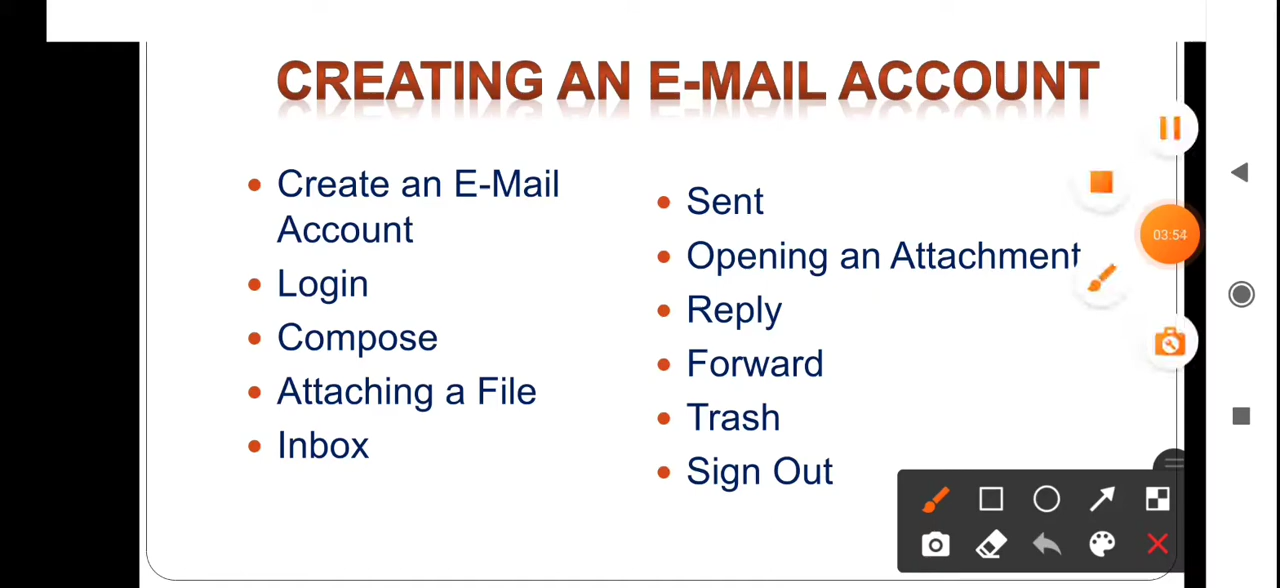 CREATING AN E-MAIL ACCOUNT
• Create an E-Mail
Account
• Login
• Compose
• Attaching a File
• Inbox
• Sent
• Opening an Attachment
• Reply
• Forward
• Trash
• Sign Out
03:54